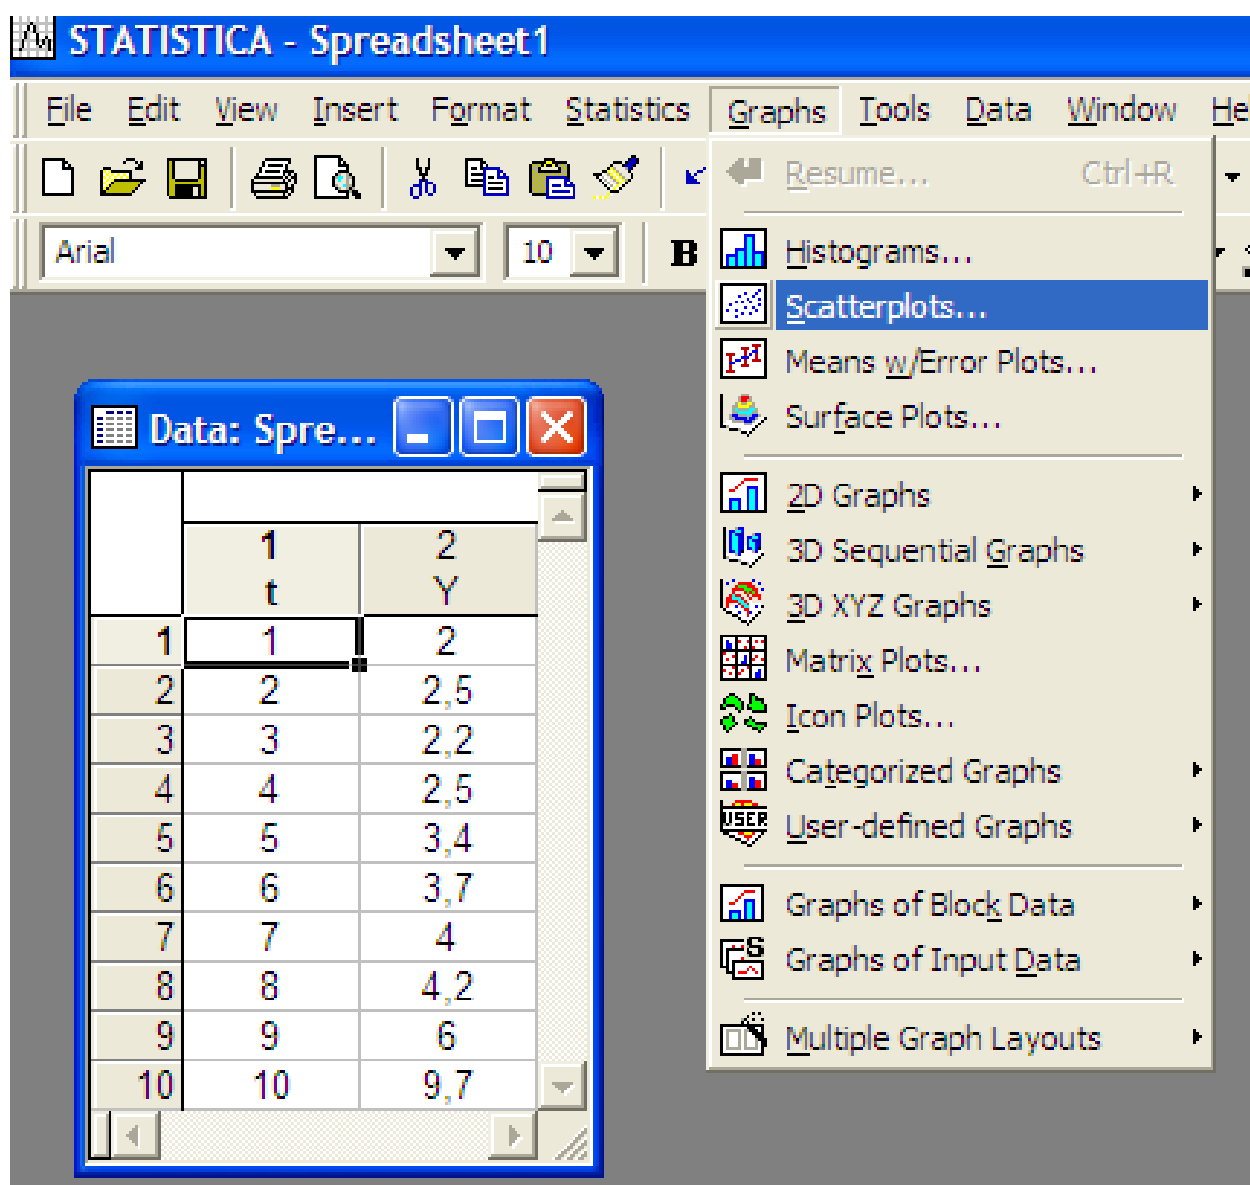 STATISTICA - Spreadsheet1
File Edit View Insert Format Statistics Graphs Tools Data Window
Resume... Ctrl+R
Arial 10 B
Histograms...
Scatterplots...
Means w/Error Plots...
Surface Plots...
2D Graphs
3D Sequential Graphs
3D XYZ Graphs
Matrix Plots...
Icon Plots...
Categorized Graphs
USER User-defined Graphs
Graphs of Block Data
S Graphs of Input Data
Multiple Graph Layouts
Data: Spre...
1 2
t Y
1 1 2
2 2 2,5
3 3 2,2
4 4 2,5
5 5 3,4
6 6 3,7
7 7 4
8 8 4,2
9 9 6
10 10 9,7